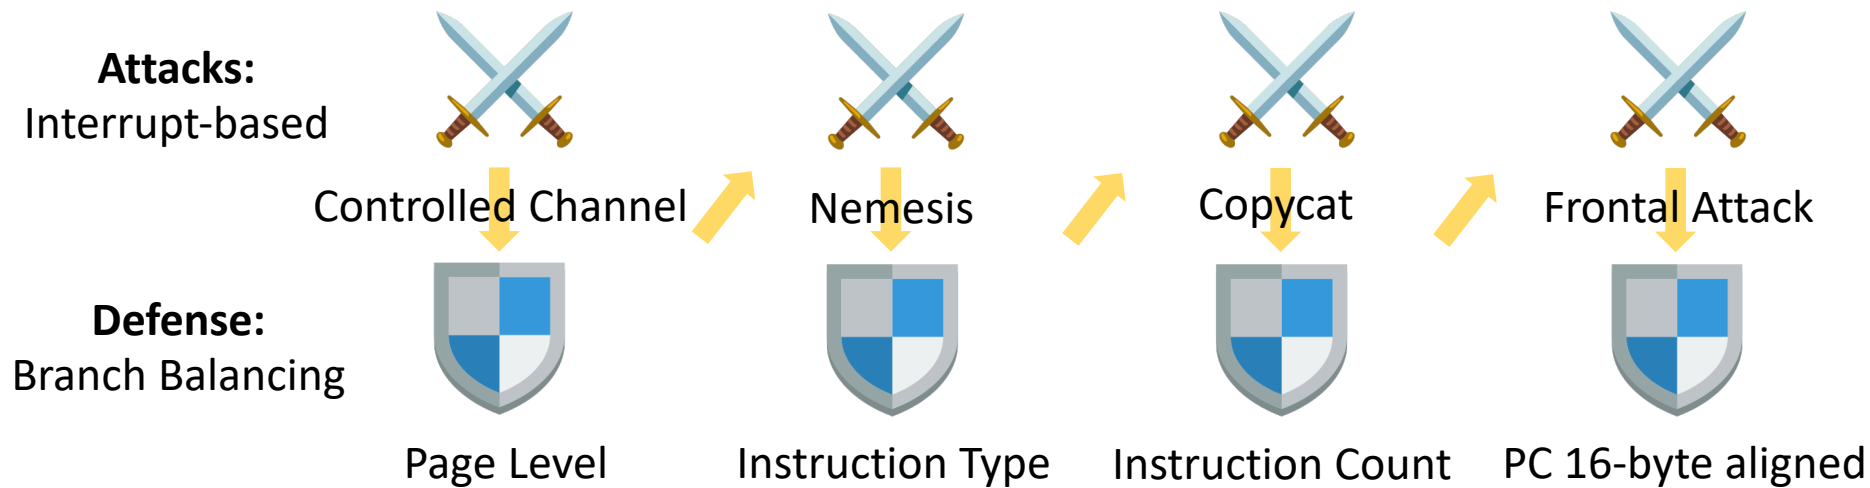 Attacks:
Interrupt-based
Controlled Channel
Nemesis
Copycat
Frontal Attack
Defense:
Branch Balancing
Page Level
Instruction Type
Instruction Count
PC 16-byte aligned